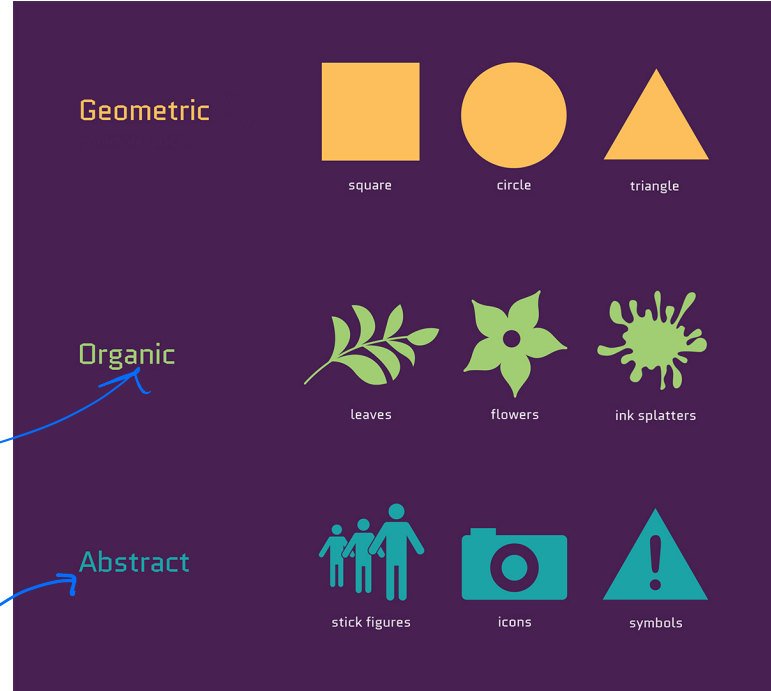 Geometric
square circle triangle
Organic
leaves flowers ink splatters
Abstract
stick figures icons symbols